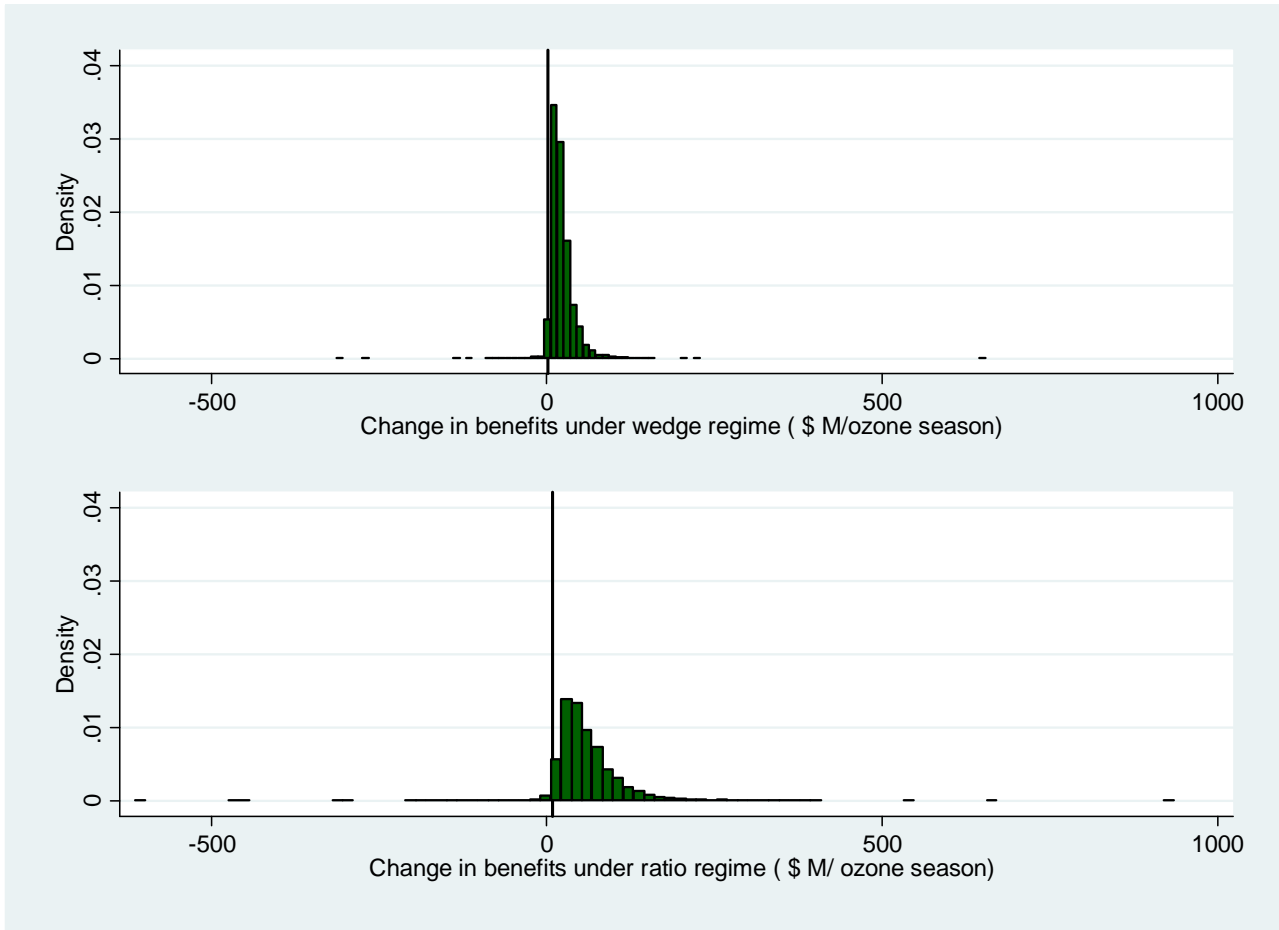 .04
.03
.02
.01
0
Density
-500 0 500 1000
Change in benefits under wedge regime ( $ M/ozone season)
.04
.03
.02
.01
0
Density
-500 0 500 1000
Change in benefits under ratio regime ( $ M/ ozone season)